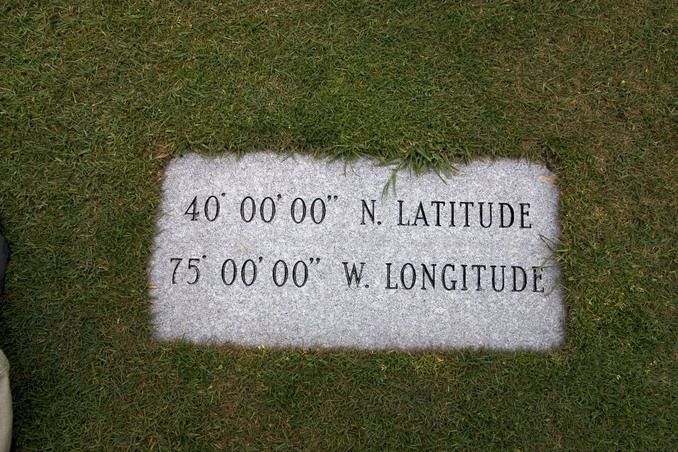 40° 00' 00" N. LATITUDE
75° 00' 00" W. LONGITUDE